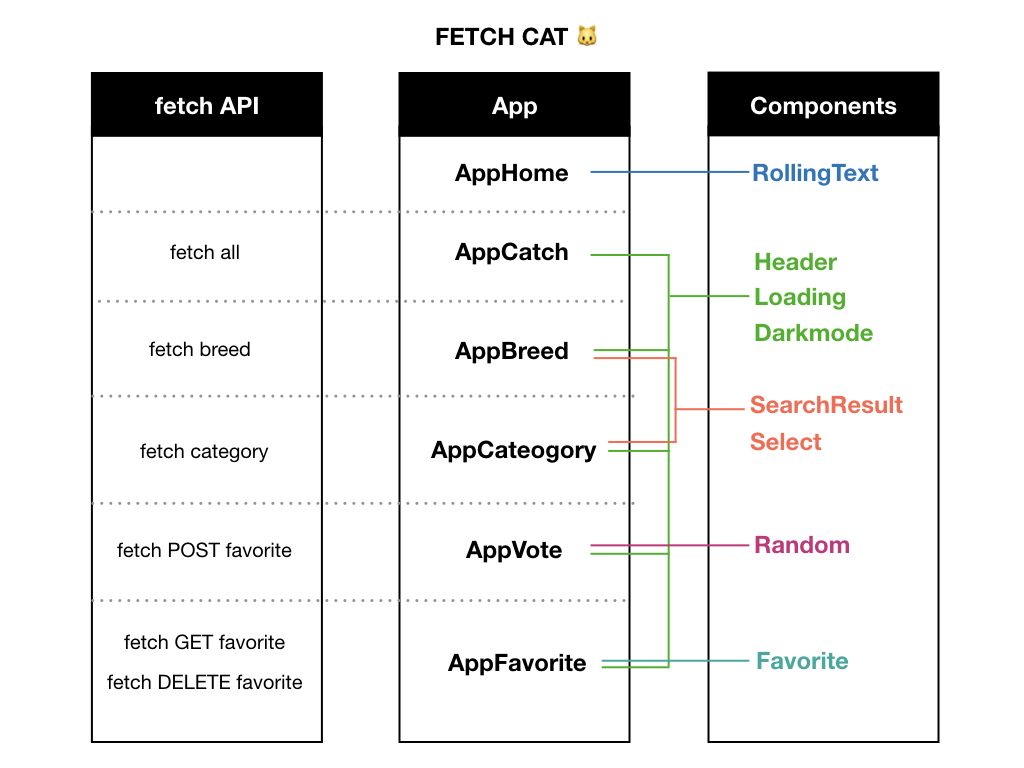 FETCH CAT 🐱
fetch API
App
Components
AppHome
RollingText
fetch all
AppCatch
Header
Loading
Darkmode
fetch breed
AppBreed
SearchResult
Select
fetch category
AppCateogory
fetch POST favorite
AppVote
Random
fetch GET favorite
fetch DELETE favorite
AppFavorite
Favorite